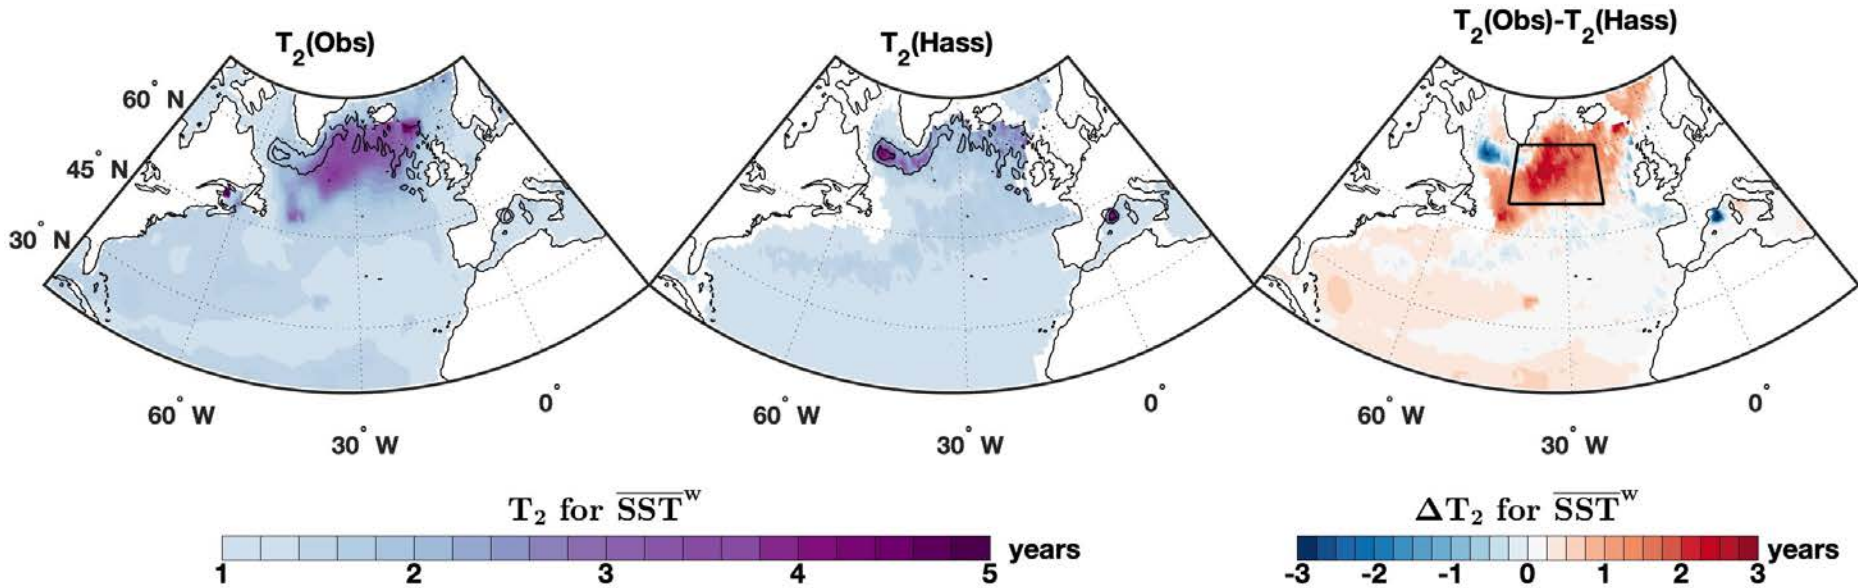 T₂(Obs)
T₂(Hass)
T₂(Obs)-T₂(Hass)
60° N
45° N
30° N
60° W
30° W
0°
60° W
30° W
0°
60° W
30° W
0°
T₂ for S̅S̅T̅ʷ
1 2 3 4 5 years
ΔT₂ for S̅S̅T̅ʷ
-3 -2 -1 0 1 2 3 years